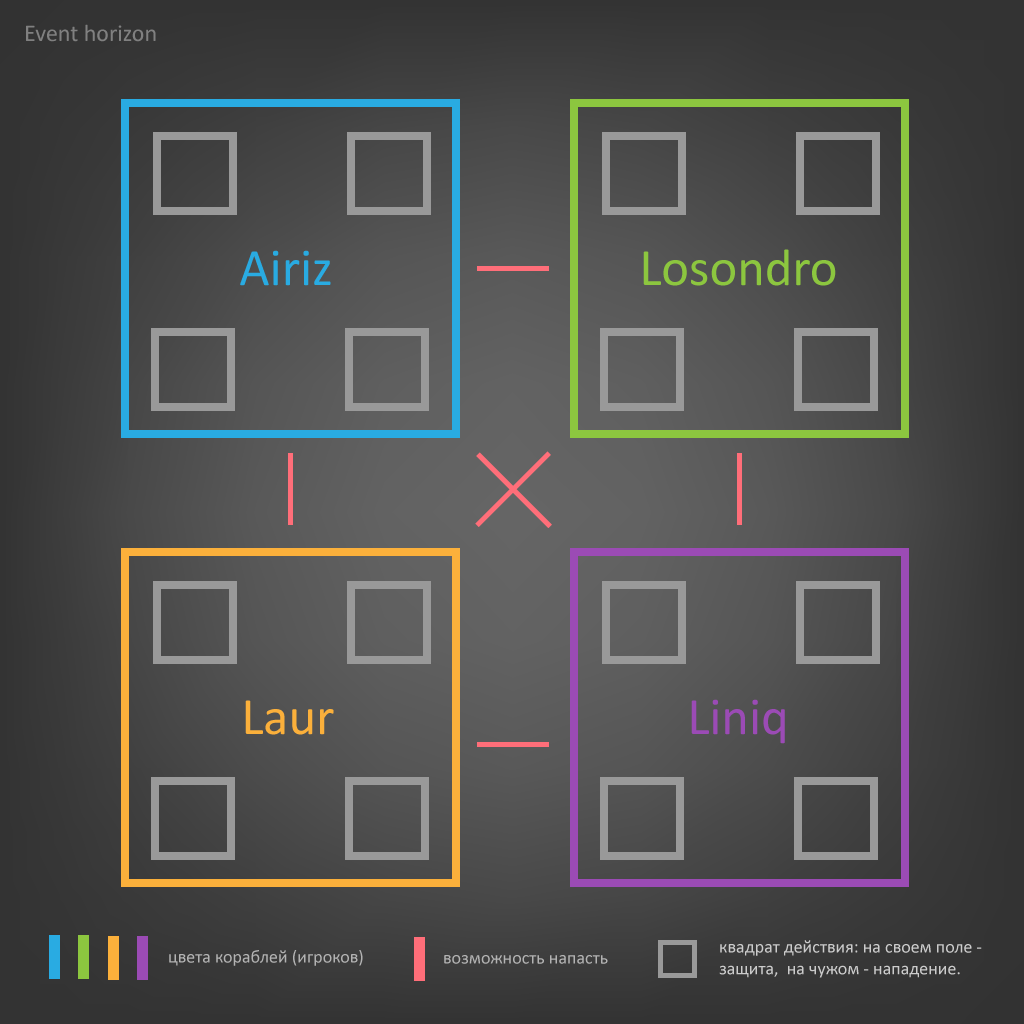 Event horizon
Airiz
Losondro
Laur
Liniq
цвета кораблей (игроков)
возможность напасть
квадрат действия: на своем поле -
защита, на чужом - нападение.